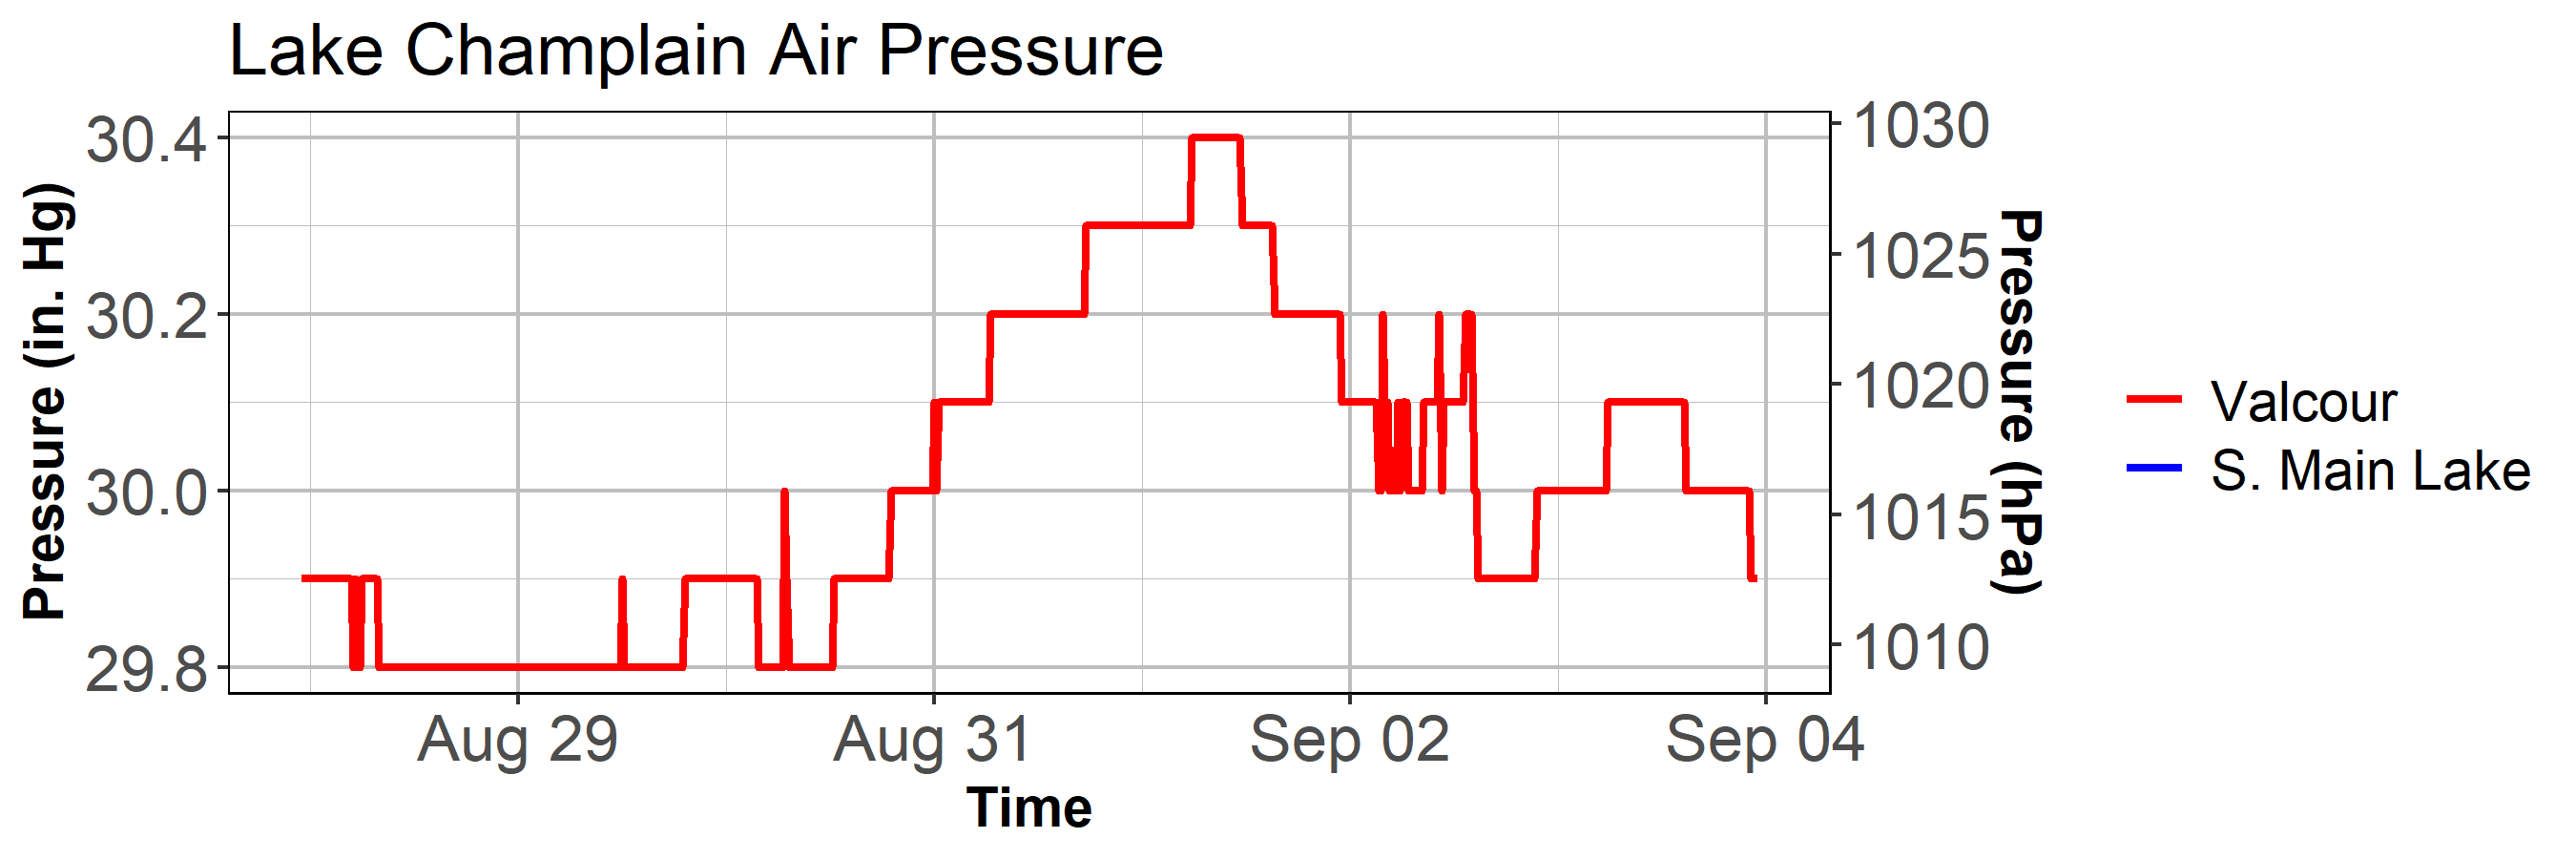 Lake Champlain Air Pressure
Pressure (in. Hg)
30.4
30.2
30.0
29.8
1030
1025
1020
1015
1010
Pressure (hPa)
Aug 29
Aug 31
Sep 02
Sep 04
Time
Valcour
S. Main Lake